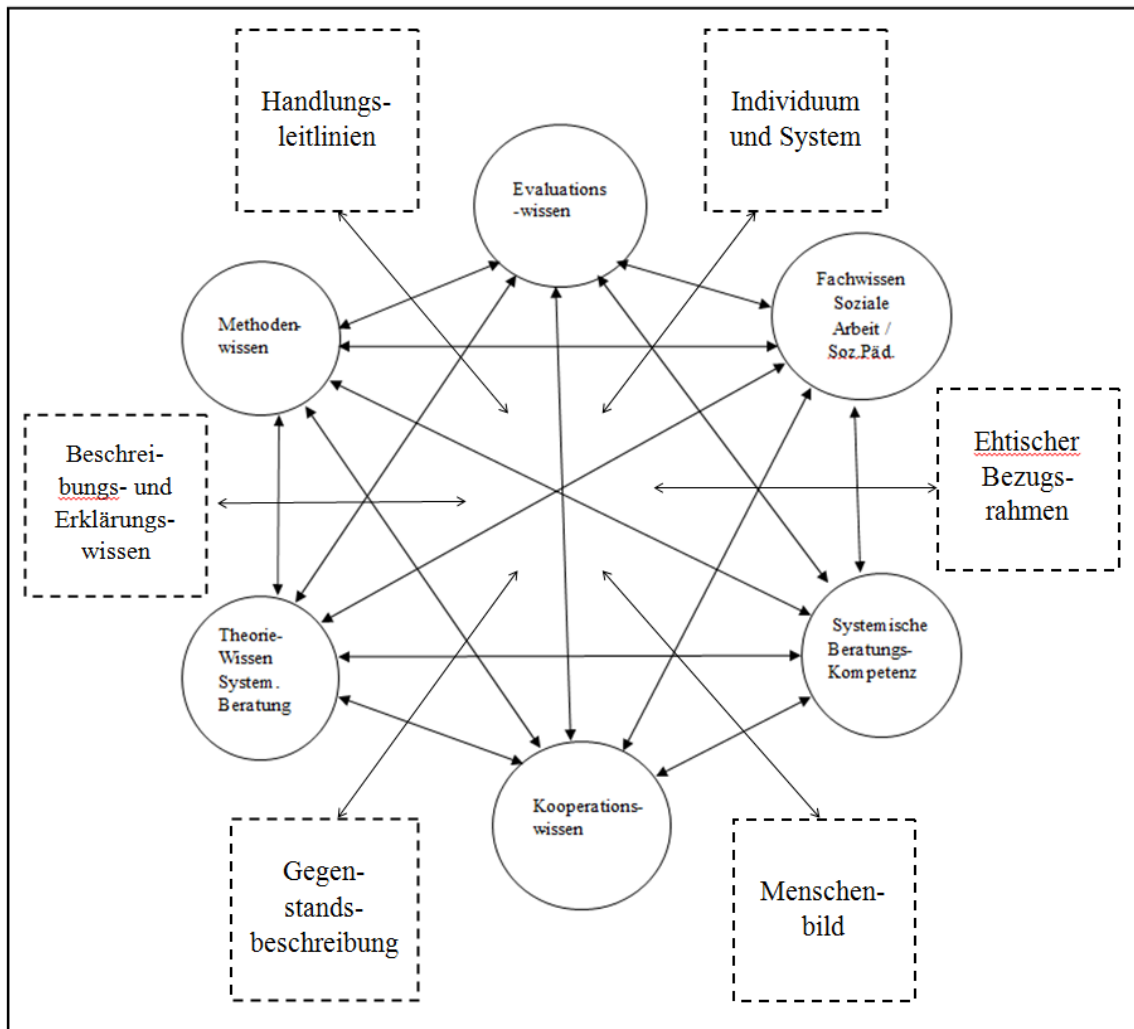 Handlungs-
leitlinien
Individuum
und System
Evaluations
-wissen
Fachwissen
Soziale
Arbeit /
Soz.Päd.
Methoden-
wissen
Beschrei-
bungs- und
Erklärungs-
wissen
Ehtischer
Bezugs-
rahmen
Theorie-
Wissen
System.
Beratung
Systemische
Beratungs-
Kompetenz
Kooperations-
wissen
Gegen-
stands-
beschreibung
Menschen-
bild